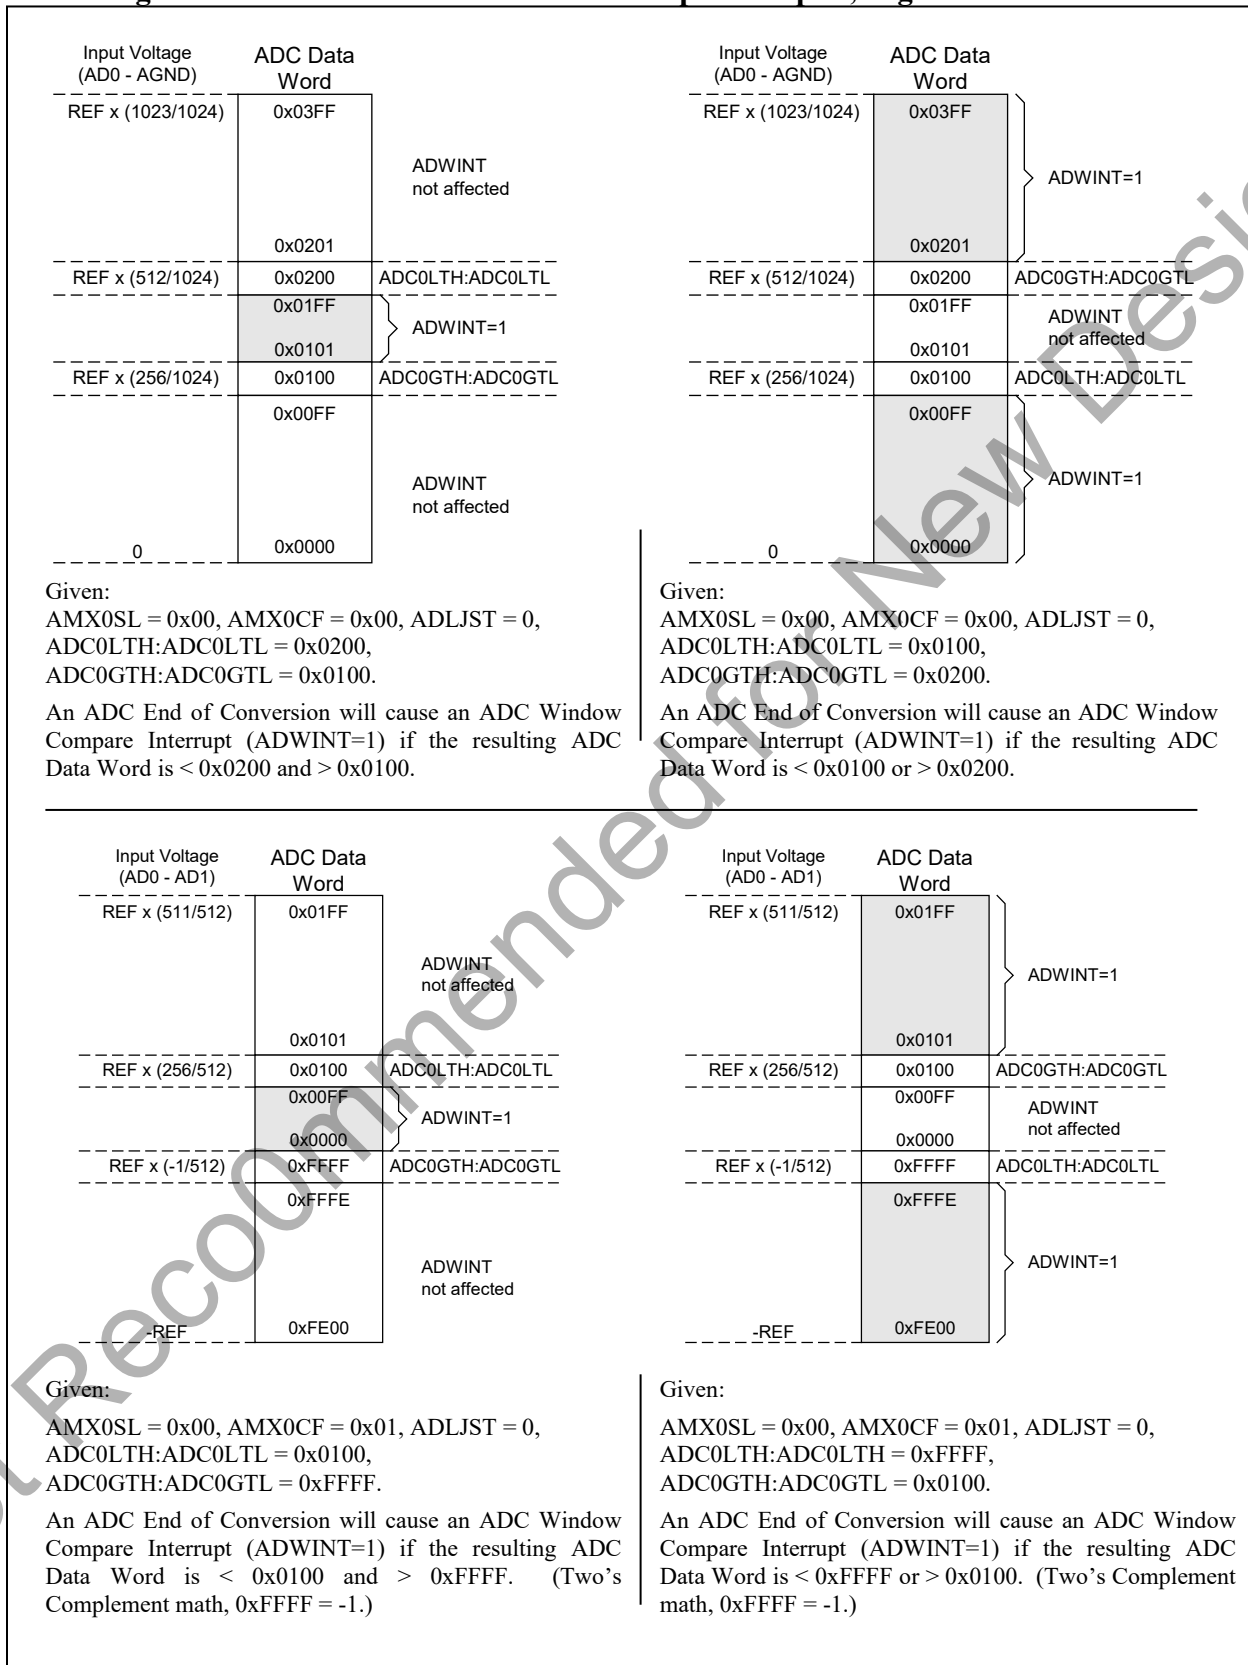 Input Voltage
(AD0 - AGND)
ADC Data
Word
REF x (1023/1024)
0x03FF
ADWINT
not affected
0x0201
REF x (512/1024)
0x0200
ADC0LTH:ADC0LTL
0x01FF
ADWINT=1
0x0101
REF x (256/1024)
0x0100
ADC0GTH:ADC0GTL
0x00FF
ADWINT
not affected
0
0x0000
Given:
AMX0SL = 0x00, AMX0CF = 0x00, ADLJST = 0,
ADC0LTH:ADC0LTL = 0x0200,
ADC0GTH:ADC0GTL = 0x0100.
An ADC End of Conversion will cause an ADC Window
Compare Interrupt (ADWINT=1) if the resulting ADC
Data Word is < 0x0200 and > 0x0100.
Input Voltage
(AD0 - AGND)
ADC Data
Word
REF x (1023/1024)
0x03FF
ADWINT=1
0x0201
REF x (512/1024)
0x0200
ADC0GTH:ADC0GTL
0x01FF
ADWINT
not affected
0x0101
REF x (256/1024)
0x0100
ADC0LTH:ADC0LTL
0x00FF
ADWINT=1
0
0x0000
Given:
AMX0SL = 0x00, AMX0CF = 0x00, ADLJST = 0,
ADC0LTH:ADC0LTL = 0x0100,
ADC0GTH:ADC0GTL = 0x0200.
An ADC End of Conversion will cause an ADC Window
Compare Interrupt (ADWINT=1) if the resulting ADC
Data Word is < 0x0100 or > 0x0200.
Input Voltage
(AD0 - AD1)
ADC Data
Word
REF x (511/512)
0x01FF
ADWINT
not affected
0x0101
REF x (256/512)
0x0100
ADC0LTH:ADC0LTL
0x00FF
ADWINT=1
0x0000
REF x (-1/512)
0xFFFF
ADC0GTH:ADC0GTL
0xFFFE
ADWINT
not affected
-REF
0xFE00
Given:
AMX0SL = 0x00, AMX0CF = 0x01, ADLJST = 0,
ADC0LTH:ADC0LTL = 0x0100,
ADC0GTH:ADC0GTL = 0xFFFF.
An ADC End of Conversion will cause an ADC Window
Compare Interrupt (ADWINT=1) if the resulting ADC
Data Word is < 0x0100 and > 0xFFFF. (Two's
Complement math, 0xFFFF = -1.)
Input Voltage
(AD0 - AD1)
ADC Data
Word
REF x (511/512)
0x01FF
ADWINT=1
0x0101
REF x (256/512)
0x0100
ADC0GTH:ADC0GTL
0x00FF
ADWINT
not affected
0x0000
REF x (-1/512)
0xFFFF
ADC0LTH:ADC0LTL
0xFFFE
ADWINT=1
-REF
0xFE00
Given:
AMX0SL = 0x00, AMX0CF = 0x01, ADLJST = 0,
ADC0LTH:ADC0LTH = 0xFFFF,
ADC0GTH:ADC0GTL = 0x0100.
An ADC End of Conversion will cause an ADC Window
Compare Interrupt (ADWINT=1) if the resulting ADC
Data Word is < 0xFFFF or > 0x0100. (Two's Complement
math, 0xFFFF = -1.)
Reco0mmended for New Desi